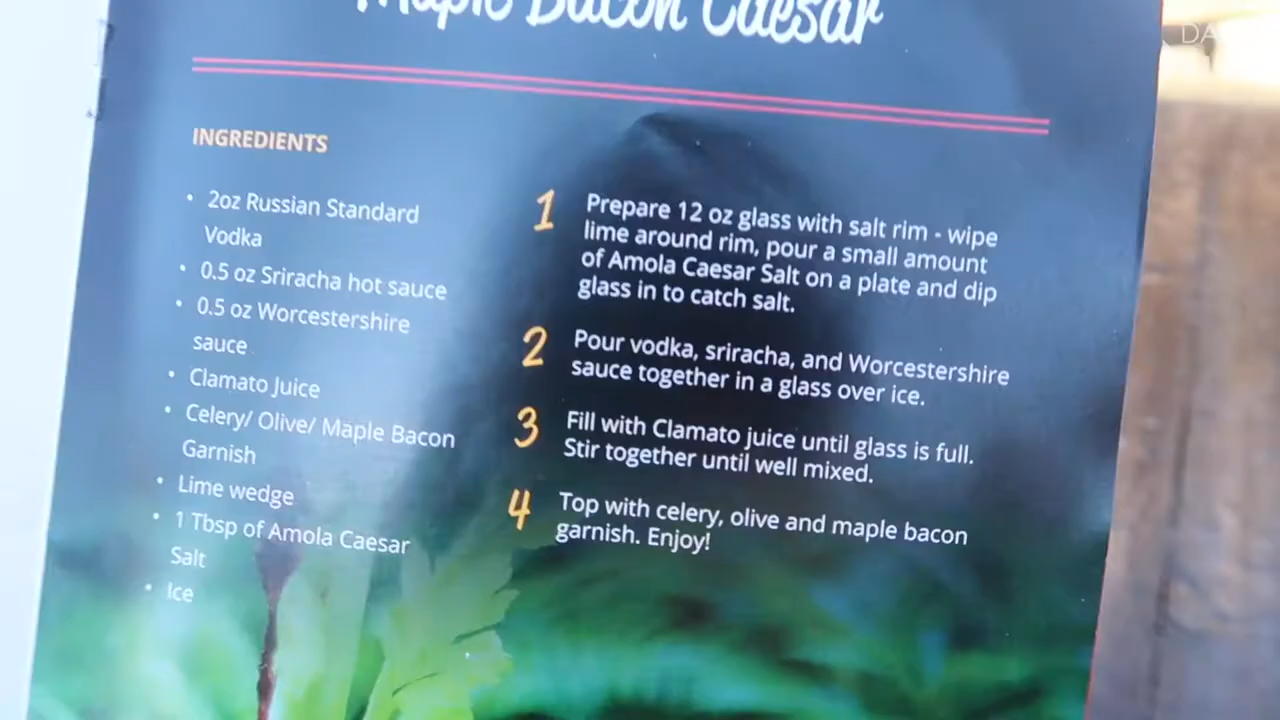 Maple Bacon Caesar
INGREDIENTS
• 2oz Russian Standard
Vodka
• 0.5 oz Sriracha hot sauce
• 0.5 oz Worcestershire
sauce
• Clamato Juice
• Celery/ Olive/ Maple Bacon
Garnish
• Lime wedge
• 1 Tbsp of Amola Caesar
Salt
• Ice
1 Prepare 12 oz glass with salt rim - wipe
lime around rim, pour a small amount
of Amola Caesar Salt on a plate and dip
glass in to catch salt.
2 Pour vodka, sriracha, and Worcestershire
sauce together in a glass over ice.
3 Fill with Clamato juice until glass is full.
Stir together until well mixed.
4 Top with celery, olive and maple bacon
garnish. Enjoy!